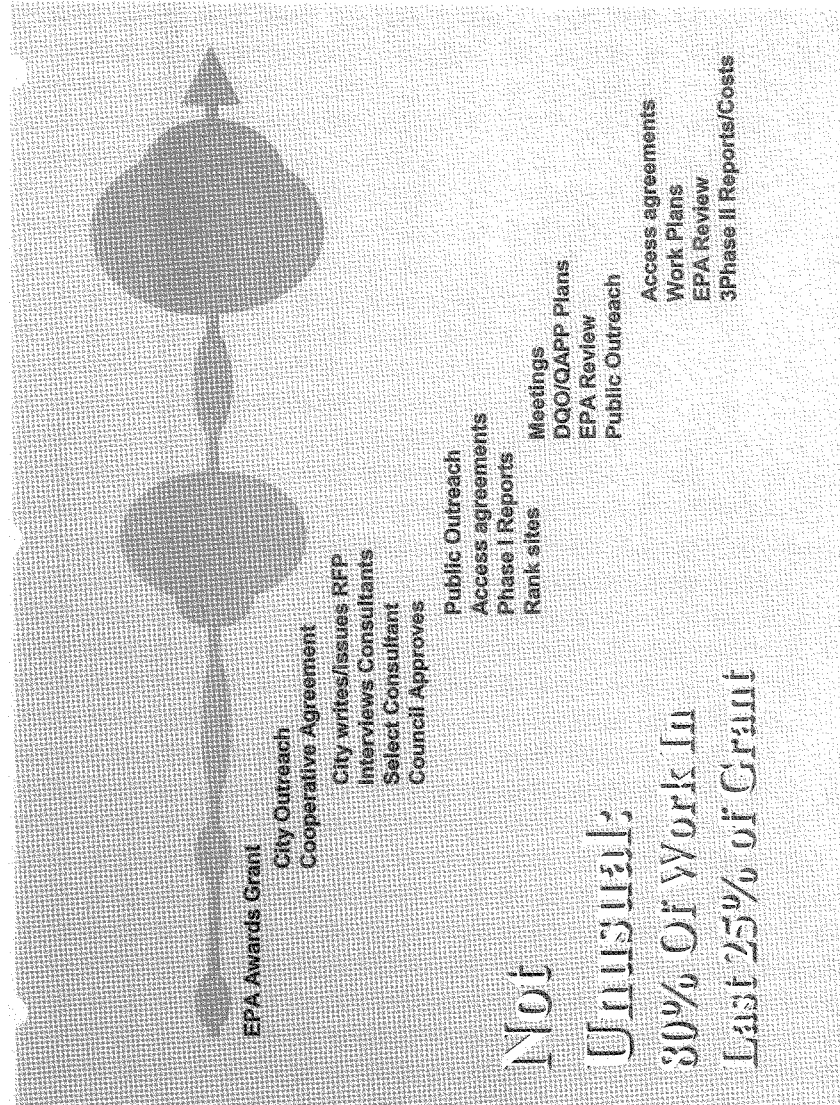 EPA Awards Grant
City Outreach
Cooperative Agreement
City writes/issues RFP
Interviews Consultants
Select Consultant
Council Approves
Public Outreach
Access agreements
Phase I Reports
Rank sites
Meetings
DQO/QAPP Plans
EPA Review
Public Outreach
Access agreements
Work Plans
EPA Review
3Phase II Reports/Costs
Not
Unusual:
80% Of Work In
Last 25% of Grant